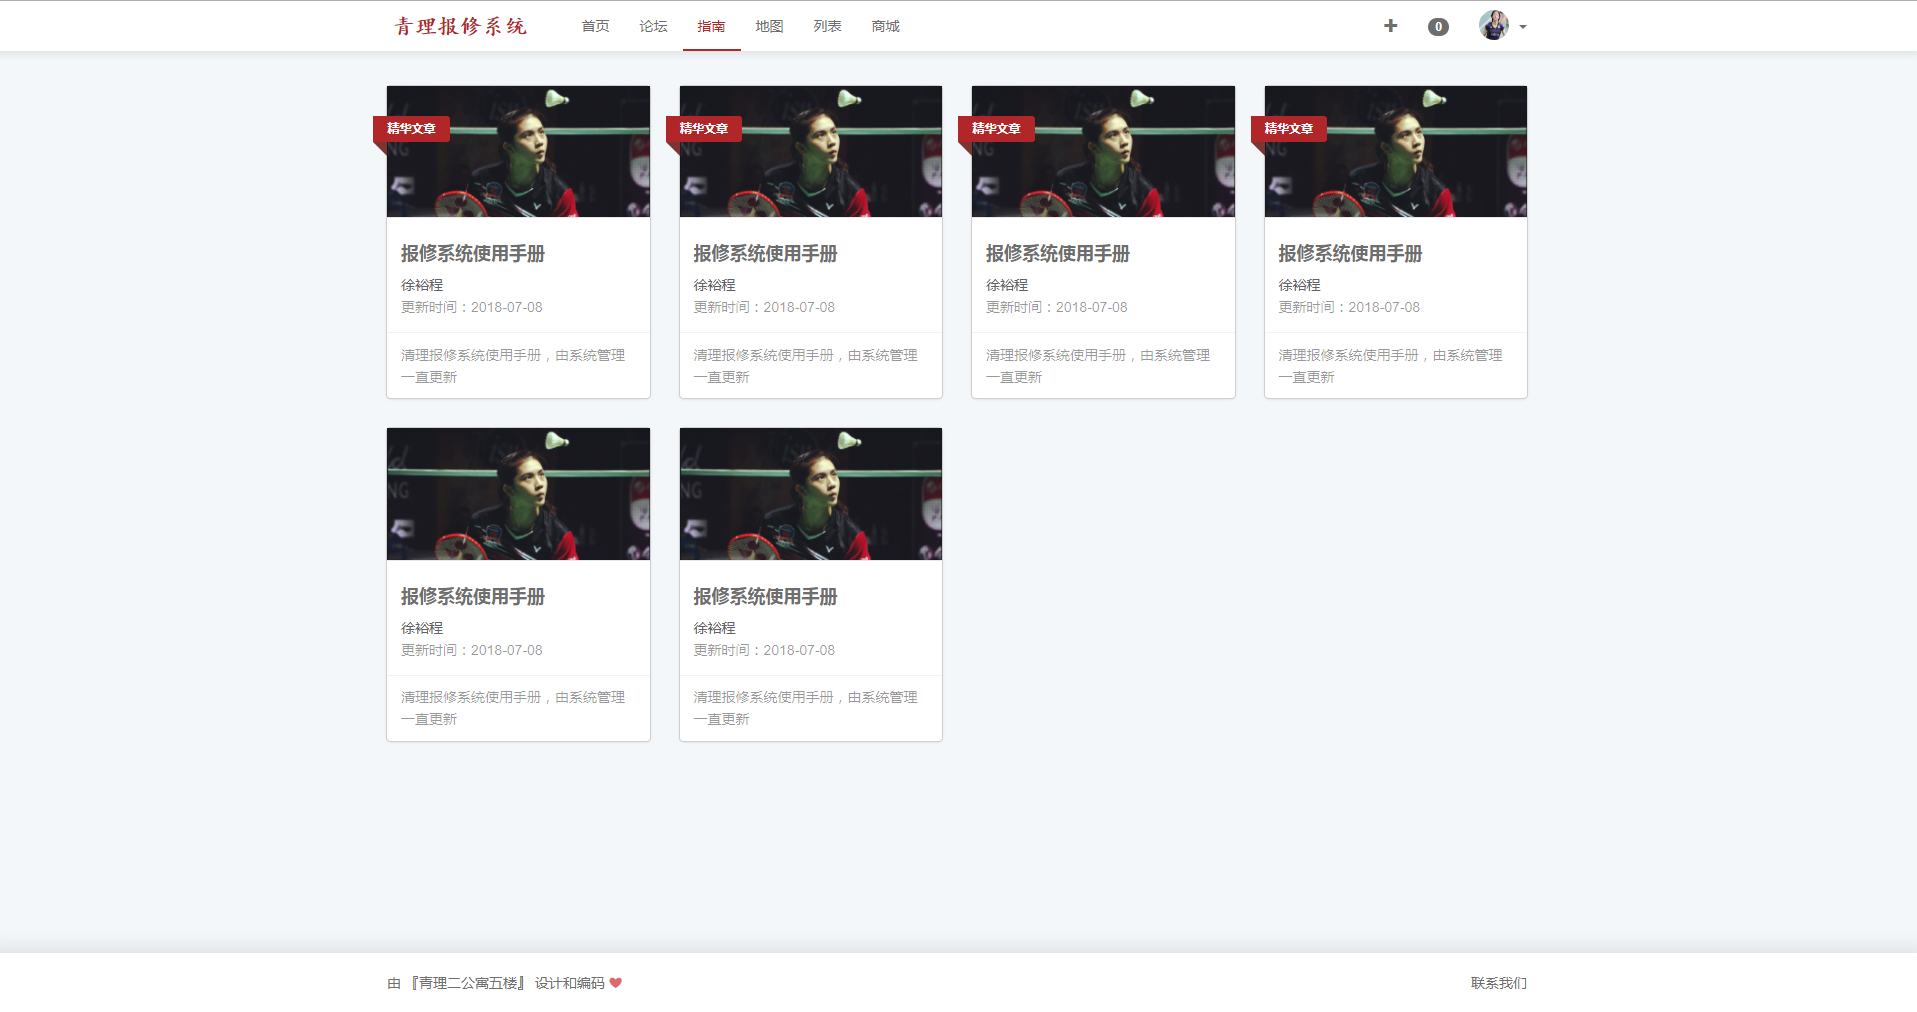 青理报修系统 首页 论坛 指南 地图 列表 商城 0
精华文章 精华文章 精华文章 精华文章
报修系统使用手册 报修系统使用手册 报修系统使用手册 报修系统使用手册
徐裕程 徐裕程 徐裕程 徐裕程
更新时间：2018-07-08 更新时间：2018-07-08 更新时间：2018-07-08 更新时间：2018-07-08
清理报修系统使用手册，由系统管理 清理报修系统使用手册，由系统管理 清理报修系统使用手册，由系统管理 清理报修系统使用手册，由系统管理
一直更新 一直更新 一直更新 一直更新
报修系统使用手册 报修系统使用手册
徐裕程 徐裕程
更新时间：2018-07-08 更新时间：2018-07-08
清理报修系统使用手册，由系统管理 清理报修系统使用手册，由系统管理
一直更新 一直更新
由 『青理二公寓五楼』 设计和编码 联系我们